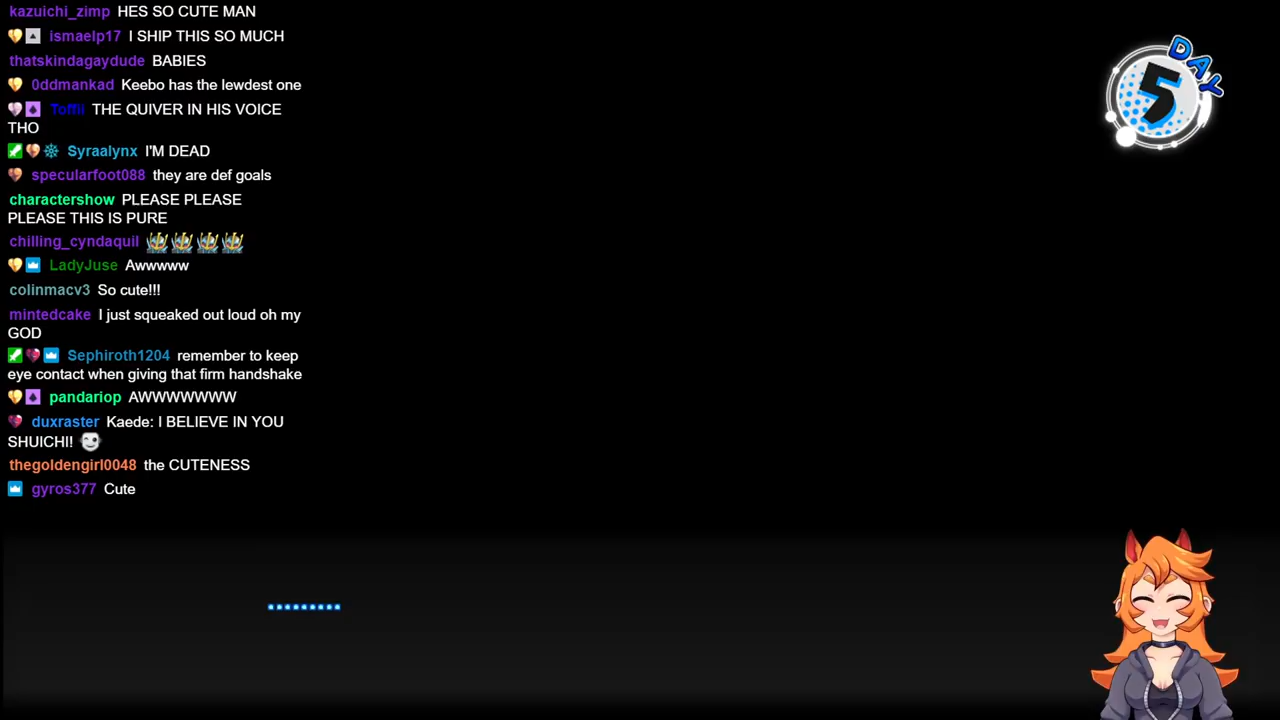 kazuichi_zimp HES SO CUTE MAN
ismaelp17 I SHIP THIS SO MUCH
thatskindagaydude BABIES
0ddmankad Keebo has the lewdest one
Toffii THE QUIVER IN HIS VOICE
THO
Syraalynx I'M DEAD
specularfoot088 they are def goals
charactershow PLEASE PLEASE
PLEASE THIS IS PURE
chilling_cyndaquil
LadyJuse Awwwww
colinmacv3 So cute!!!
mintedcake I just squeaked out loud oh my
GOD
Sephiroth1204 remember to keep
eye contact when giving that firm handshake
pandariop AWWWWWWW
duxraster Kaede: I BELIEVE IN YOU
SHUICHI!
thegoldengirl0048 the CUTENESS
gyros377 Cute
DAY
5
.........